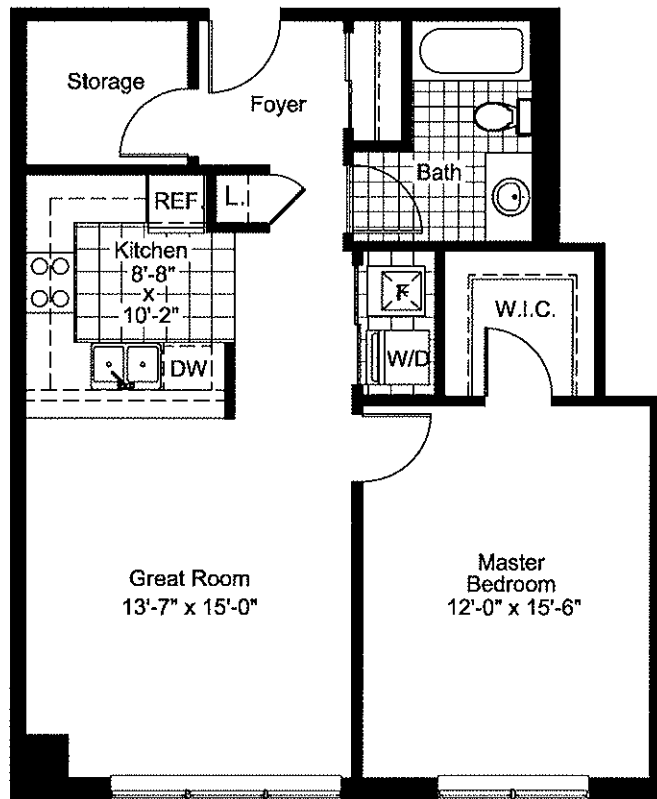 Storage
Foyer
Bath
REF.
L.
Kitchen
8'-8"
x
10'-2"
F
W.I.C.
W/D
DW
Great Room
13'-7" x 15'-0"
Master
Bedroom
12'-0" x 15'-6"